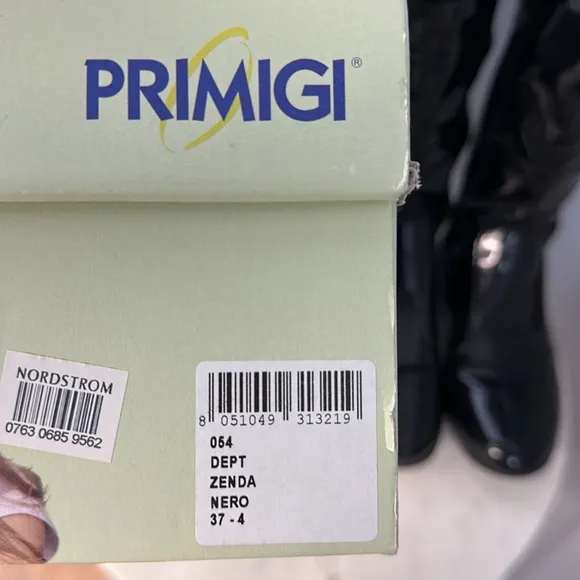 PRIMIGI®
NORDSTROM
0763 0685 9562
8 051049 313219
054
DEPT
ZENDA
NERO
37 - 4